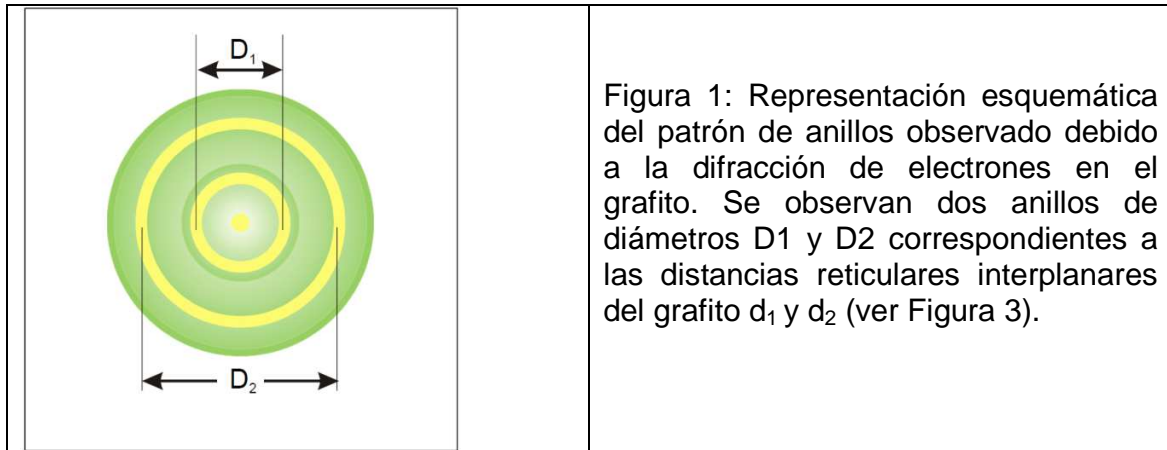 D₁
D₂
Figura 1: Representación esquemática
del patrón de anillos observado debido
a la difracción de electrones en el
grafito. Se observan dos anillos de
diámetros D1 y D2 correspondientes a
las distancias reticulares interplanares
del grafito d₁ y d₂ (ver Figura 3).